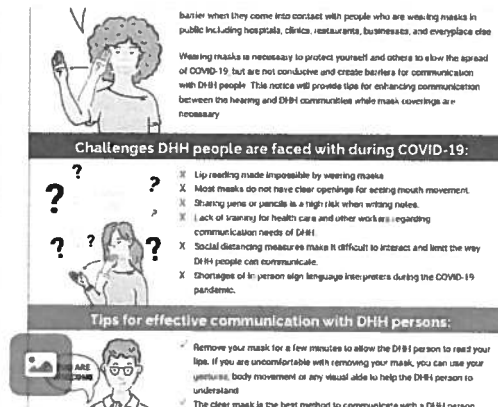 barrier when they come into contact with people who are wearing masks in
public including hospitals, clinics, restaurants, businesses, and everyplace else
Wearing masks is necessary to protect yourself and others to slow the spread
of COVID-19, but are not conducive and create barriers for communication
with DHH people. This notice will provide tips for enhancing communication
between the hearing and DHH communities while mask coverings are
necessary
Challenges DHH people are faced with during COVID-19:
X Lip reading made impossible by wearing masks
X Most masks do not have clear openings for seeing mouth movement.
X Sharing pens or pencils is a high risk when writing notes.
X Lack of training for health care and other workers regarding
communication needs of DHH.
X Social distancing measures make it difficult to interact and limit the way
DHH people can communicate.
X Shortages of in person sign language interpreters during the COVID-19
pandemic.
? ? ? ? ? ?
Tips for effective communication with DHH persons:
✓ Remove your mask for a few minutes to allow the DHH person to read your
lips. If you are uncomfortable with removing your mask, you can use your
gestures, body movement or any visual aide to help the DHH person to
understand
✓ The clear mask is the best method to communicate with a DHH person
ARE